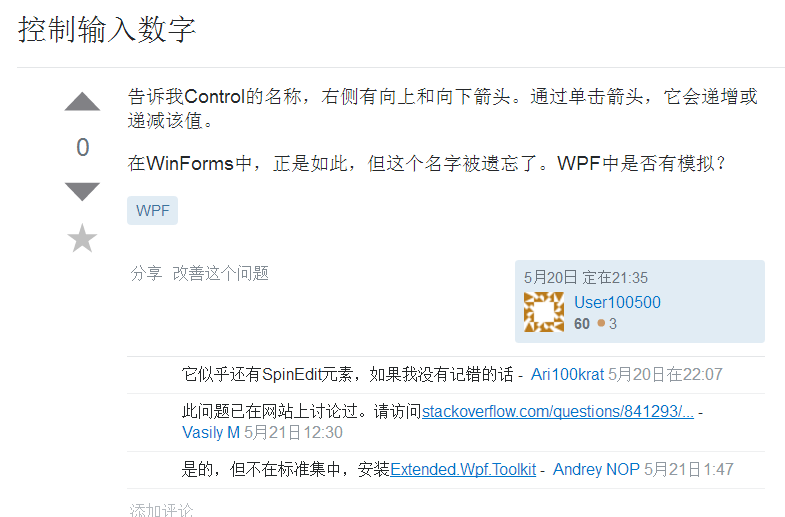 控制输入数字
告诉我Control的名称，右侧有向上和向下箭头。通过单击箭头，它会递增或
递减该值。
0
在WinForms中，正是如此，但这个名字被遗忘了。WPF中是否有模拟？
WPF
分享 改善这个问题
5月20日 定在21:35
User100500
60 3
它似乎还有SpinEdit元素，如果我没有记错的话 - Ari100krat 5月20日在22:07
此问题已在网站上讨论过。请访问stackoverflow.com/questions/841293/... -
Vasily M 5月21日12:30
是的，但不在标准集中，安装Extended.Wpf.Toolkit - Andrey NOP 5月21日1:47
添加评论